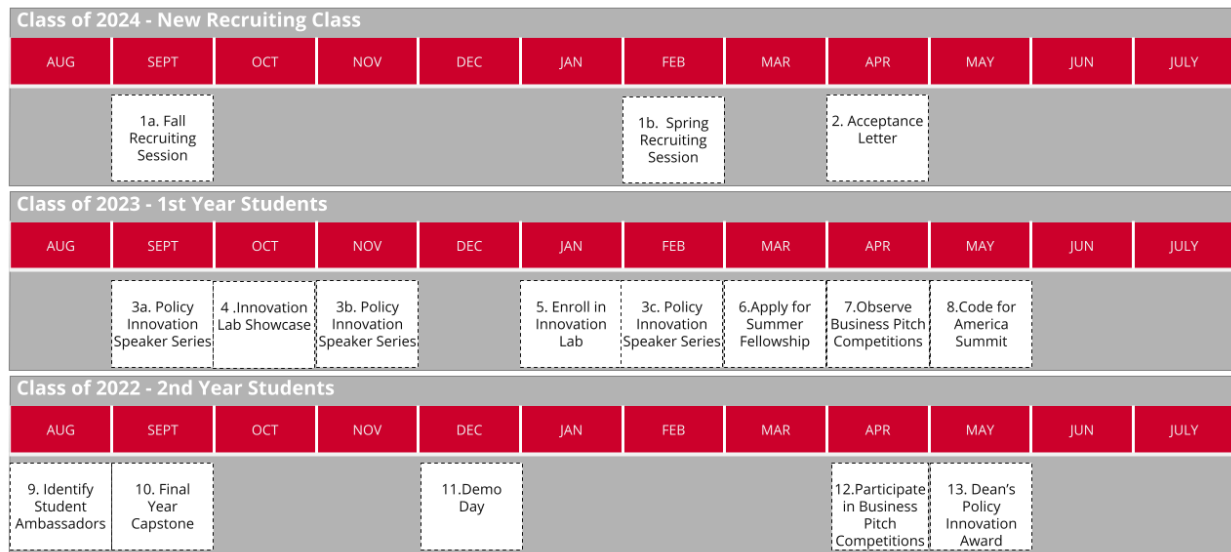 Class of 2024 - New Recruiting Class
AUG SEPT OCT NOV DEC JAN FEB MAR APR MAY JUN JULY
1a. Fall
Recruiting
Session
1b. Spring
Recruiting
Session
2. Acceptance
Letter
Class of 2023 - 1st Year Students
AUG SEPT OCT NOV DEC JAN FEB MAR APR MAY JUN JULY
3a. Policy
Innovation
Speaker Series
4 .Innovation
Lab Showcase
3b. Policy
Innovation
Speaker Series
5. Enroll in
Innovation
Lab
3c. Policy
Innovation
Speaker Series
6.Apply for
Summer
Fellowship
7.Observe
Business Pitch
Competitions
8.Code for
America
Summit
Class of 2022 - 2nd Year Students
AUG SEPT OCT NOV DEC JAN FEB MAR APR MAY JUN JULY
9. Identify
Student
Ambassadors
10. Final
Year
Capstone
11.Demo
Day
12.Participate
in Business
Pitch
Competitions
13. Dean’s
Policy
Innovation
Award